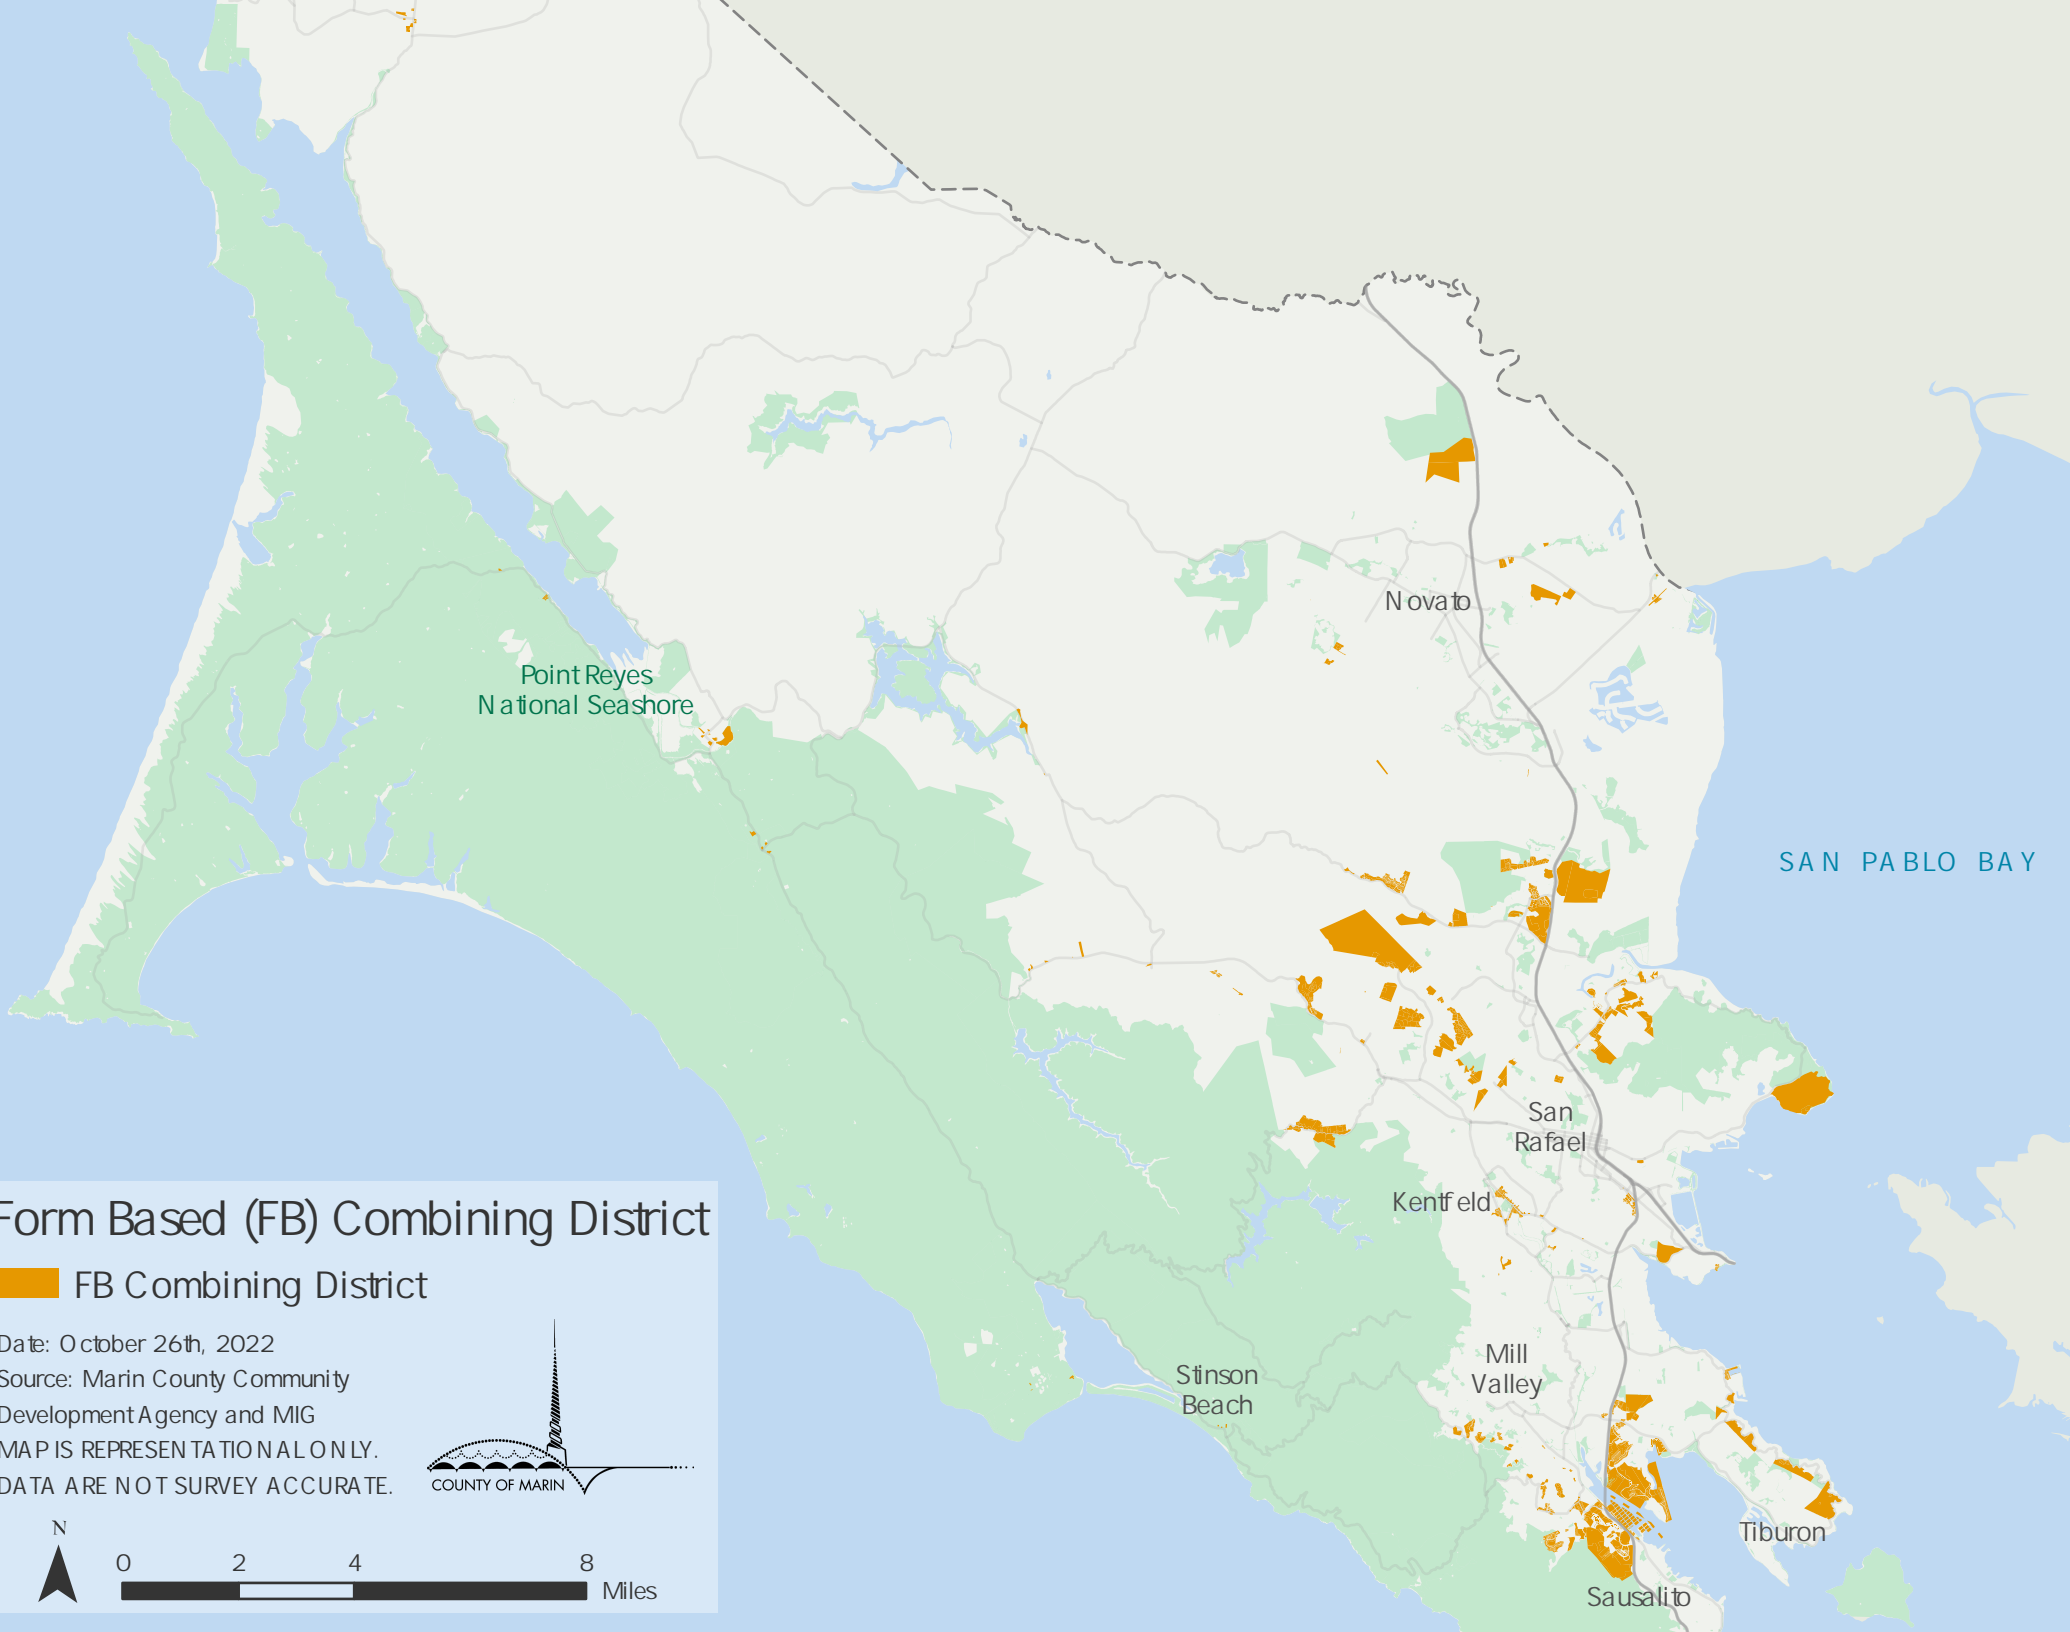 Novato
Point Reyes
National Seashore
SAN PABLO BAY
San
Rafael
Kentfeld
Form Based (FB) Combining District
FB Combining District
Mill
Valley
Stinson
Beach
Date: October 26th, 2022
Source: Marin County Community
Development Agency and MIG
MAP IS REPRESENTATIONAL ONLY.
DATA ARE NOT SURVEY ACCURATE.
COUNTY OF MARIN
Tiburon
Sausalito
N
0 2 4 8
Miles